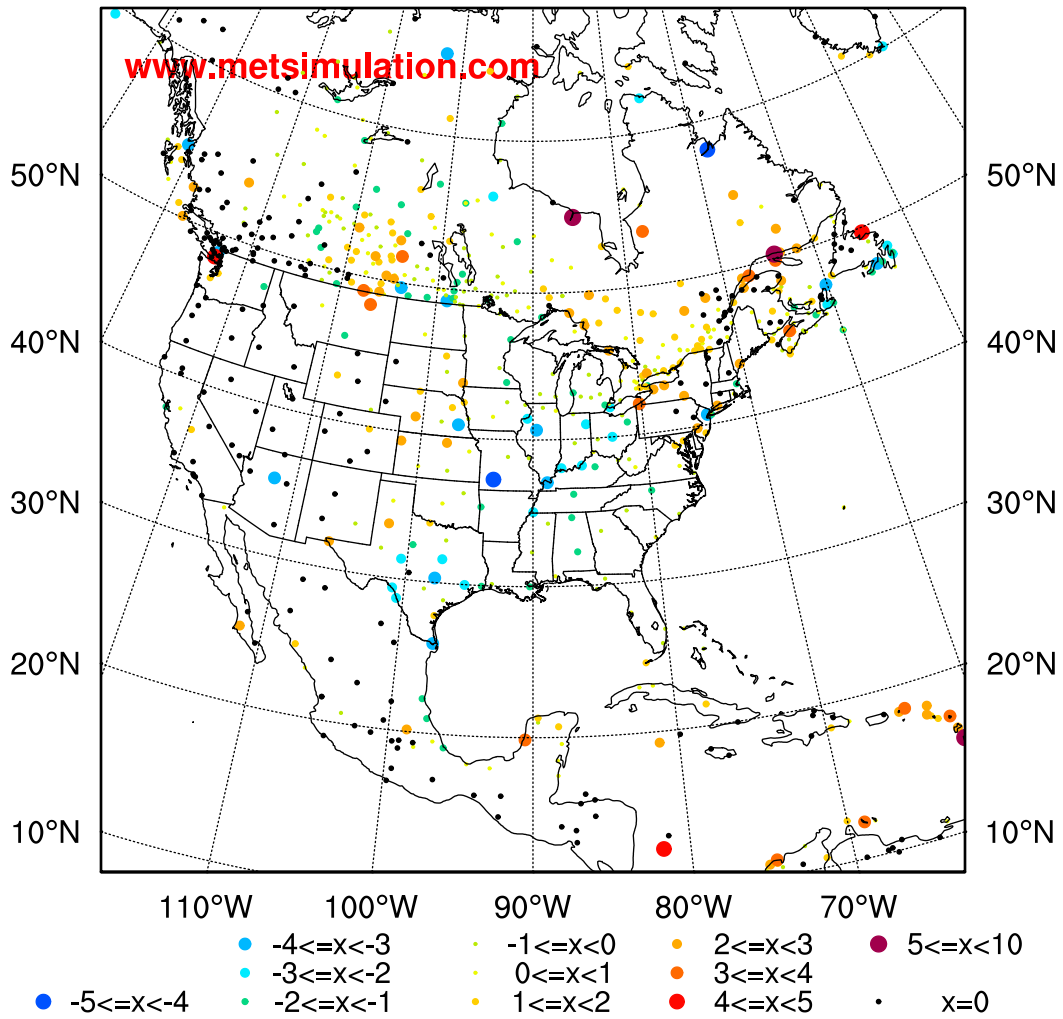 www.metsimulation.com
50°N 50°N
40°N 40°N
30°N 30°N
20°N 20°N
10°N 10°N
110°W 100°W 90°W 80°W 70°W
-4<=x<-3 -1<=x<0 2<=x<3 5<=x<10
-3<=x<-2 0<=x<1 3<=x<4
-5<=x<-4 -2<=x<-1 1<=x<2 4<=x<5 x=0